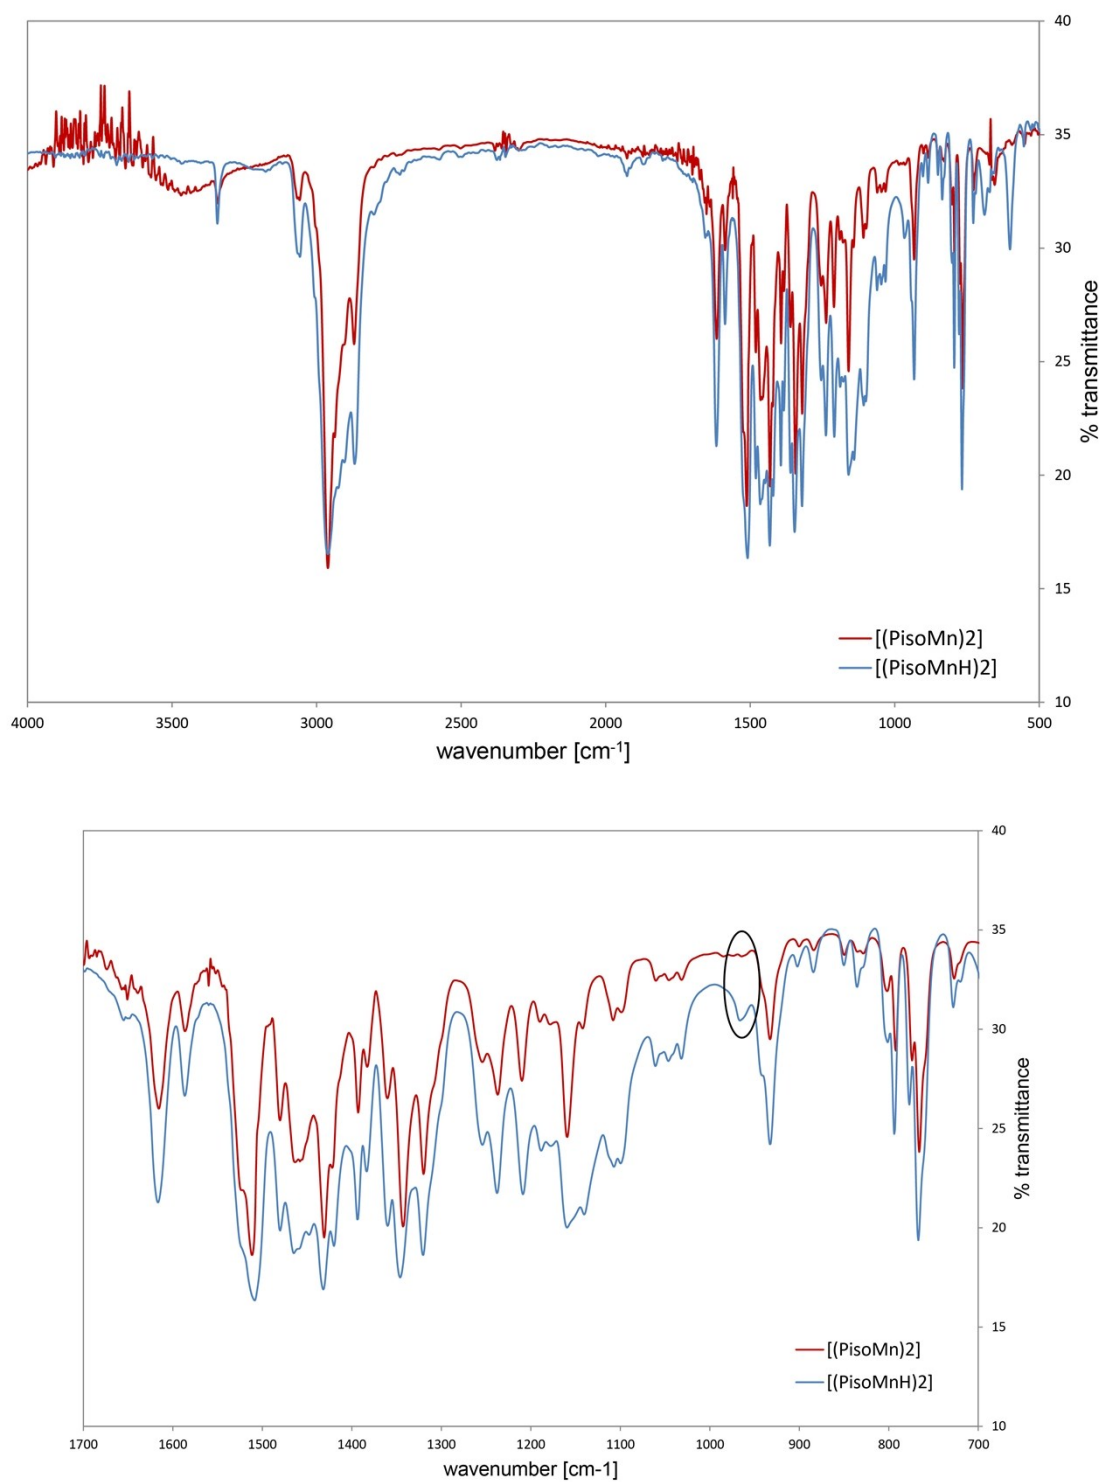 40
35
30
25
20
15
10
% transmittance
[(PisoMn)2]
[(PisoMnH)2]
4000 3500 3000 2500 2000 1500 1000 500
wavenumber [cm-1]
40
35
30
25
20
15
10
% transmittance
[(PisoMn)2]
[(PisoMnH)2]
1700 1600 1500 1400 1300 1200 1100 1000 900 800 700
wavenumber [cm-1]